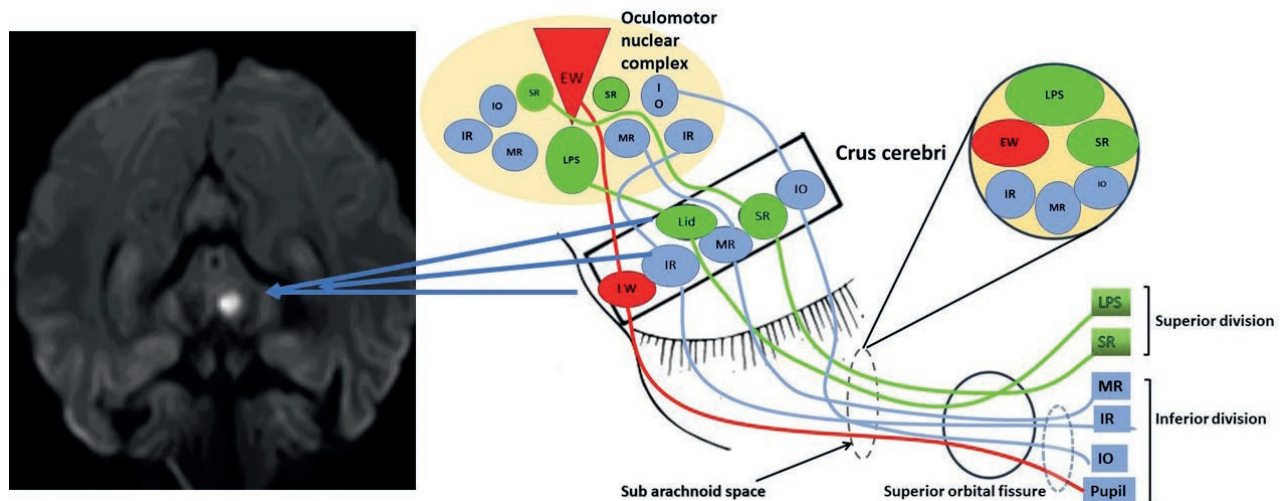 Oculomotor
nuclear
complex
EW
SR
SR
I
O
IO
IR
MR
LPS
MR
IR
Crus cerebri
LPS
EW
SR
IR
MR
IO
IO
SR
Lid
MR
IR
EW
LPS
SR
Superior division
MR
IR
IO
Pupil
Inferior division
Sub arachnoid space
Superior orbital fissure